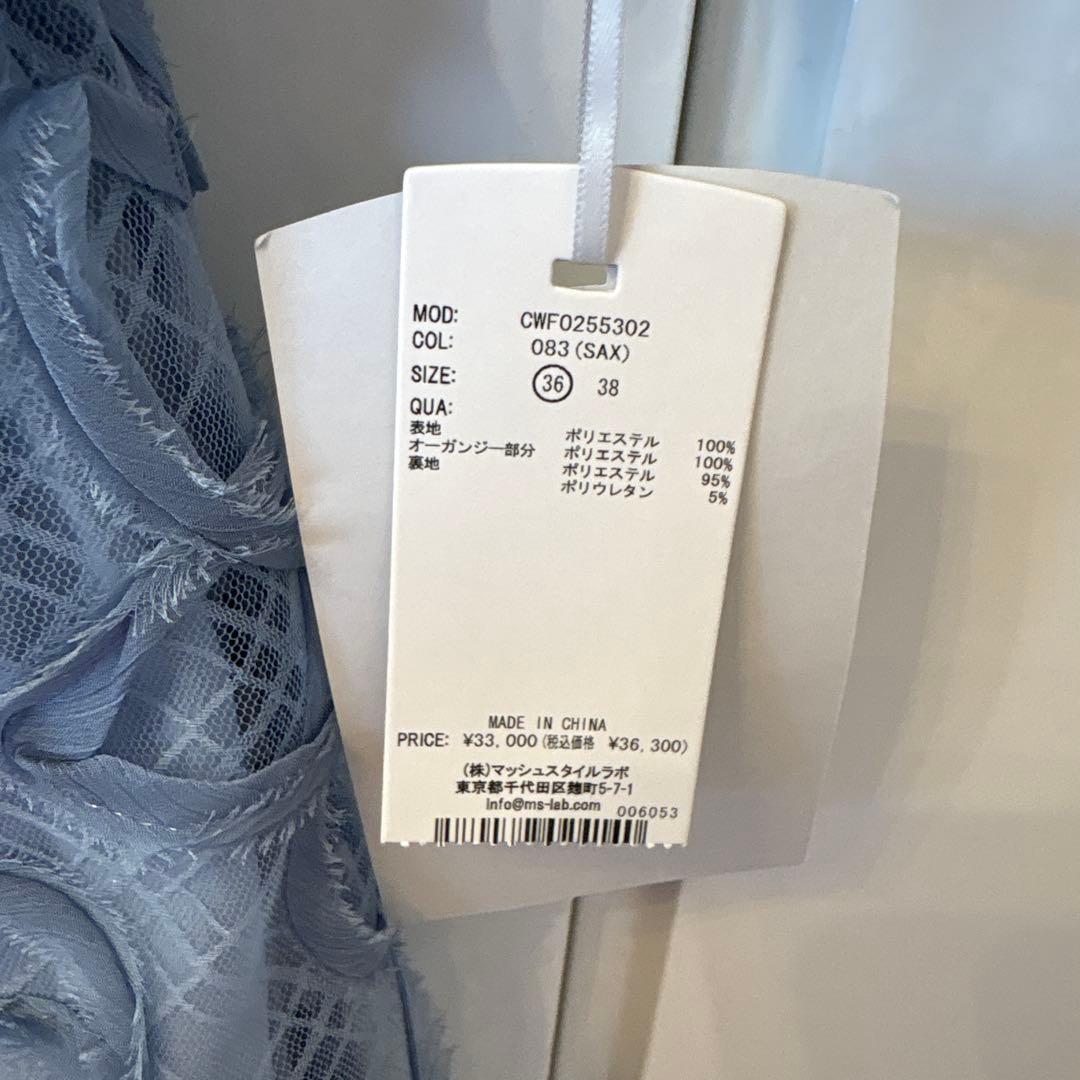 MOD: CWF0255302
COL: 083(SAX)
SIZE: 36 38
QUA:
表地 ポリエステル 100%
オーガンジー部分 ポリエステル 100%
裏地 ポリエステル 95%
ポリウレタン 5%
MADE IN CHINA
PRICE: ¥33,000(税込価格 ¥36,300)
(株)マッシュスタイルラボ
東京都千代田区麹町5-7-1
info@ms-lab.com 006053